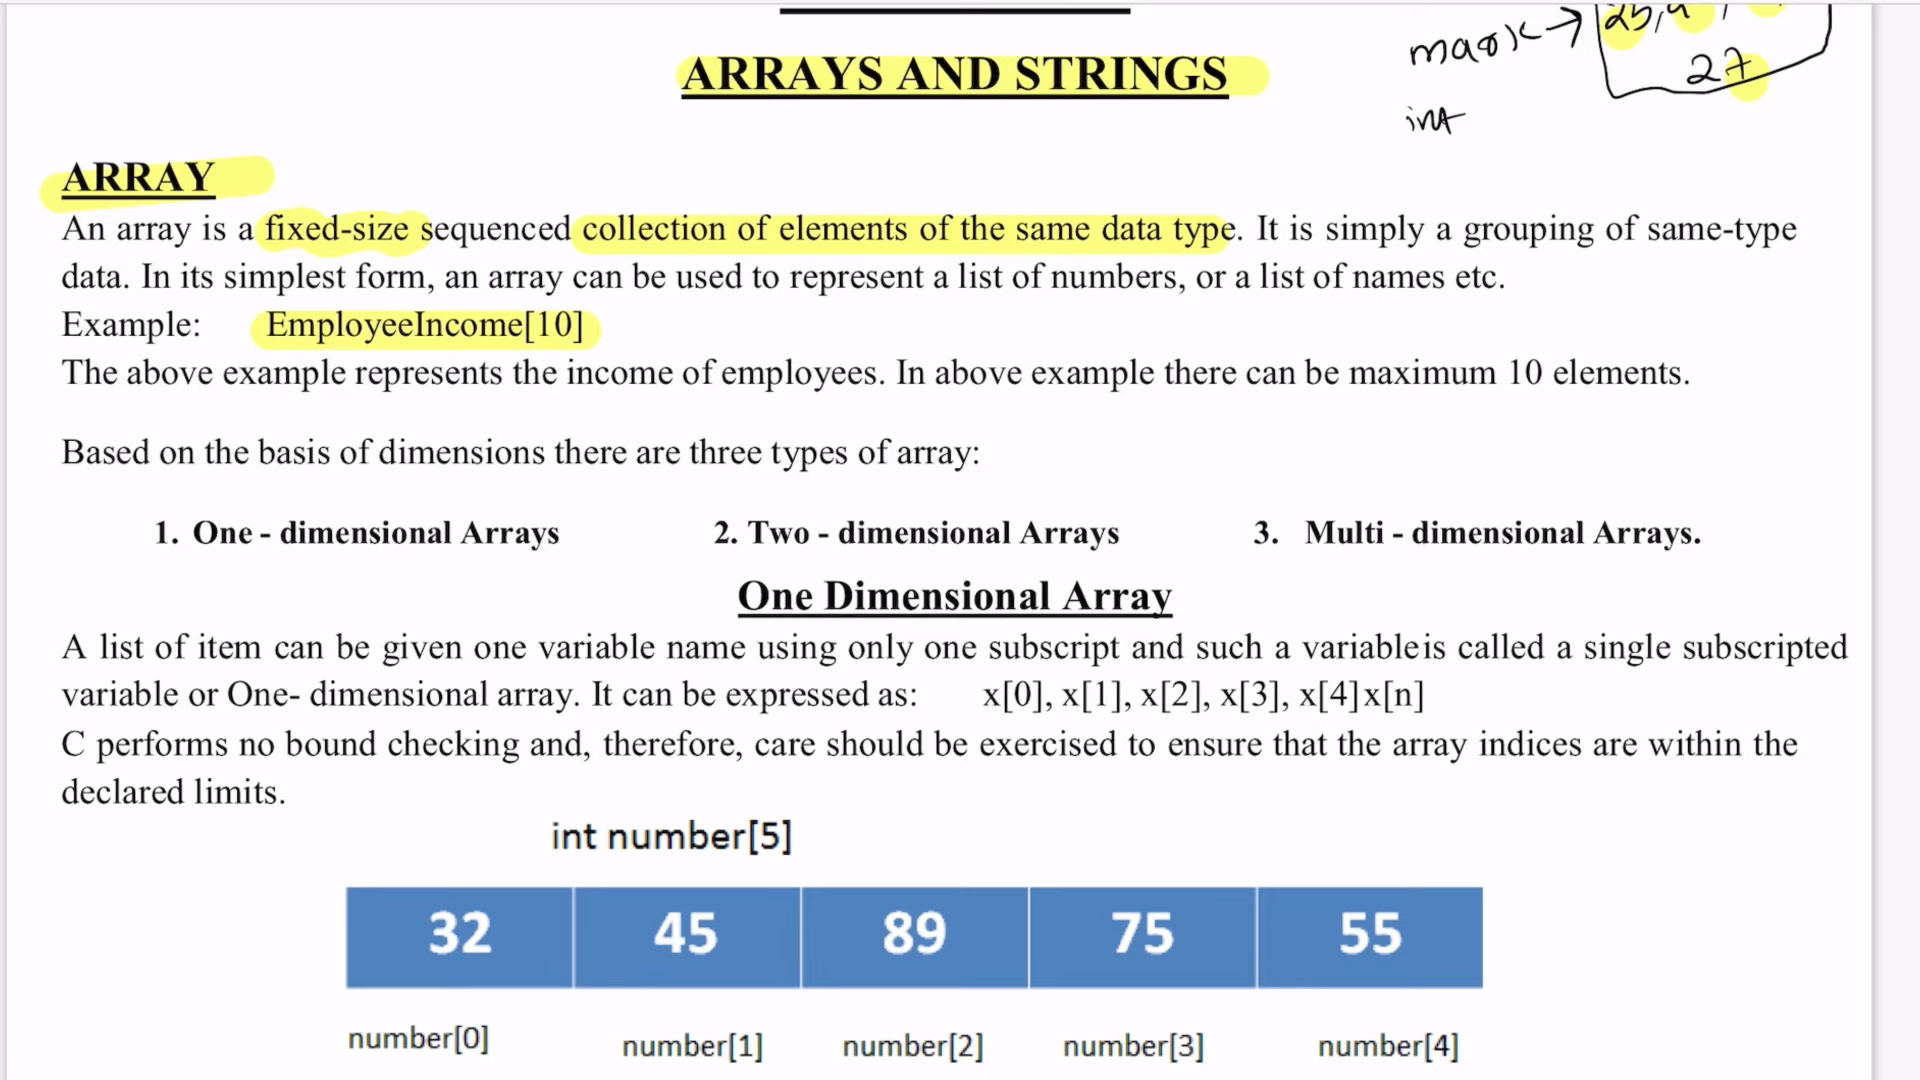 ARRAYS AND STRINGS
mark →
27
int
ARRAY
An array is a fixed-size sequenced collection of elements of the same data type. It is simply a grouping of same-type
data. In its simplest form, an array can be used to represent a list of numbers, or a list of names etc.
Example: EmployeeIncome[10]
The above example represents the income of employees. In above example there can be maximum 10 elements.
Based on the basis of dimensions there are three types of array:
1. One - dimensional Arrays 2. Two - dimensional Arrays 3. Multi - dimensional Arrays.
One Dimensional Array
A list of item can be given one variable name using only one subscript and such a variable is called a single subscripted
variable or One- dimensional array. It can be expressed as: x[0], x[1], x[2], x[3], x[4]x[n]
C performs no bound checking and, therefore, care should be exercised to ensure that the array indices are within the
declared limits.
int number[5]
32 45 89 75 55
number[0] number[1] number[2] number[3] number[4]